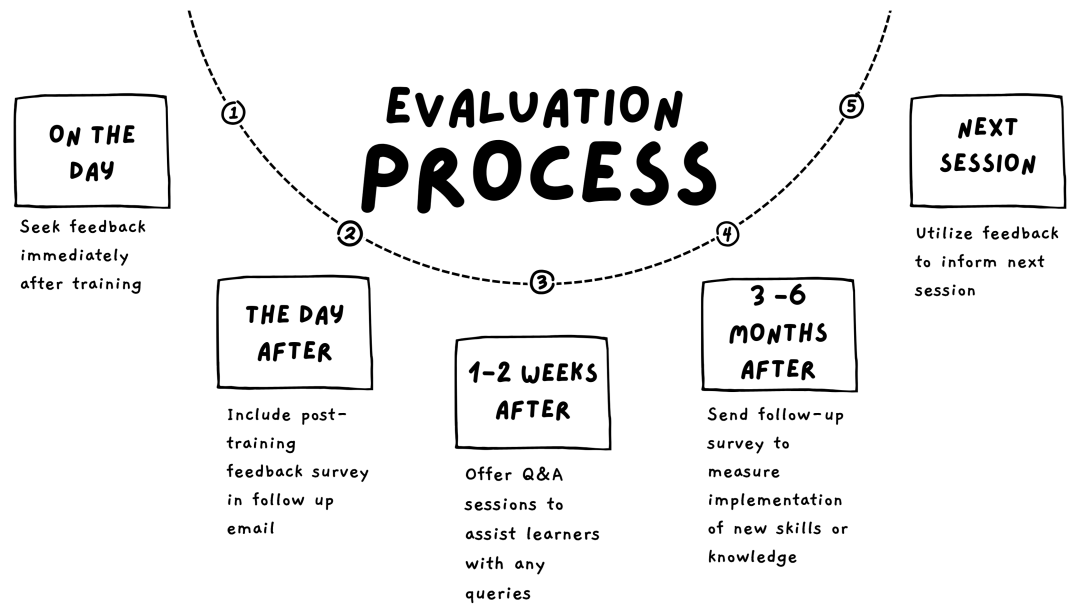 EVALUATION
PROCESS
1
ON THE
DAY
Seek feedback
immediately
after training
2
THE DAY
AFTER
Include post-
training
feedback survey
in follow up
email
3
1-2 WEEKS
AFTER
Offer Q&A
sessions to
assist learners
with any
queries
4
3 -6
MONTHS
AFTER
Send follow-up
survey to
measure
implementation
of new skills or
knowledge
5
NEXT
SESSION
Utilize feedback
to inform next
session